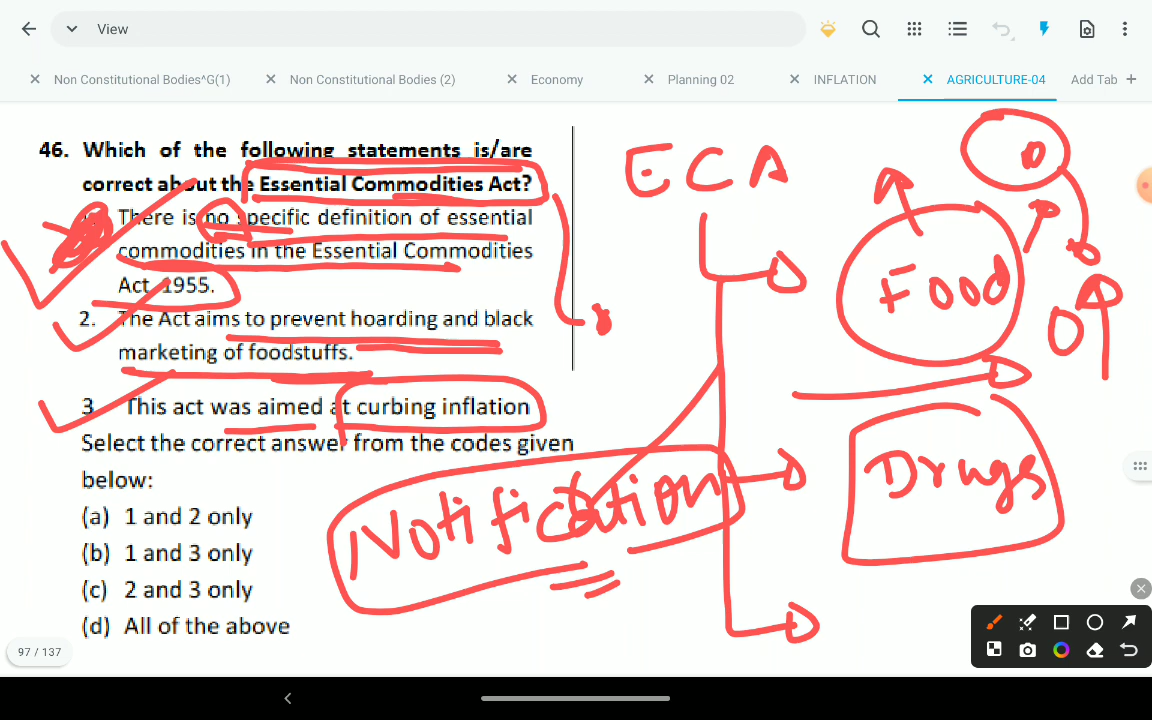 View
Non Constitutional Bodies^G(1)
Non Constitutional Bodies (2)
Economy
Planning 02
INFLATION
AGRICULTURE-04
Add Tab
46. Which of the following statements is/are
correct about the Essential Commodities Act?
There is no specific definition of essential
commodities in the Essential Commodities
Act, 1955.
2. The Act aims to prevent hoarding and black
marketing of foodstuffs.
3 This act was aimed at curbing inflation
Select the correct answer from the codes given
below:
(a) 1 and 2 only
(b) 1 and 3 only
(c) 2 and 3 only
(d) All of the above
ECA
Food
Drugs
Notification
97 / 137